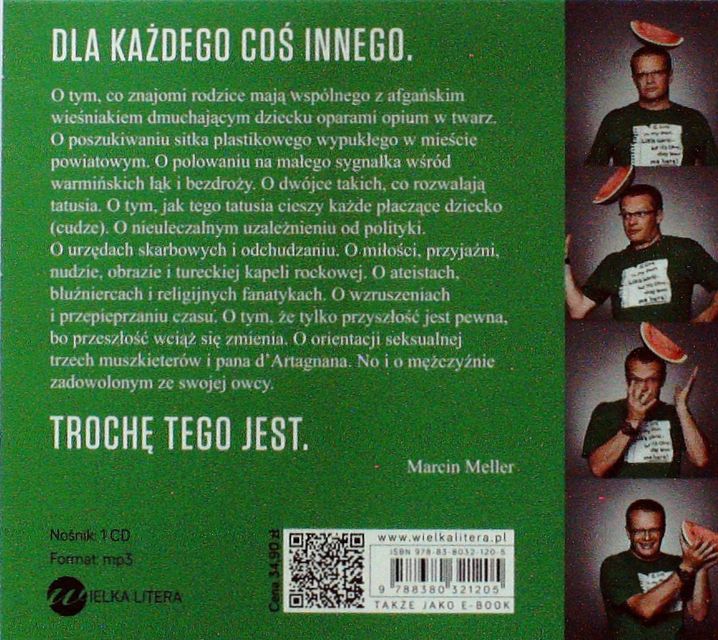 DLA KAŻDEGO COŚ INNEGO.
O tym, co znajomi rodzice mają wspólnego z afgańskim
wieśniakiem dmuchającym dziecku oparami opium w twarz.
O poszukiwaniu sitka plastikowego wypukłego w mieście
powiatowym. O polowaniu na małego sygnałka wśród
warmińskich łąk i bezdroży. O dwójce takich, co rozwalają
tatusia. O tym, jak tego tatusia cieszy każde płaczące dziecko
(cudze). O nieuleczalnym uzależnieniu od polityki.
O urzędach skarbowych i odchudzaniu. O miłości, przyjaźni,
nudzie, obrazie i tureckiej kapeli rockowej. O ateistach,
bluźniercach i religijnych fanatykach. O wzruszeniach
i przepieprzaniu czasu. O tym, że tylko przyszłość jest pewna,
bo przeszłość wciąż się zmienia. O orientacji seksualnej
trzech muszkieterów i pana d'Artagnana. No i o mężczyźnie
zadowolonym ze swojej owcy.
TROCHĘ TEGO JEST.
Marcin Meller
Nośnik: 1 CD
Format: mp3
WIELKA LITERA
Cena 34,90 zł
www.wielkalitera.pl
ISBN 978-83-8032-120-5
9 788380 321205
TAKŻE JAKO E-BOOK